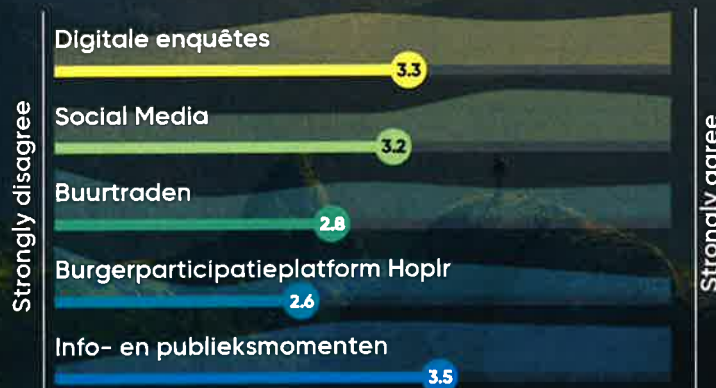 Strongly disagree
Digitale enquêtes
3.3
Social Media
3.2
Buurtraden
2.8
Burgerparticipatieplatform Hoplr
2.6
Info- en publieksmomenten
3.5
Strongly agree